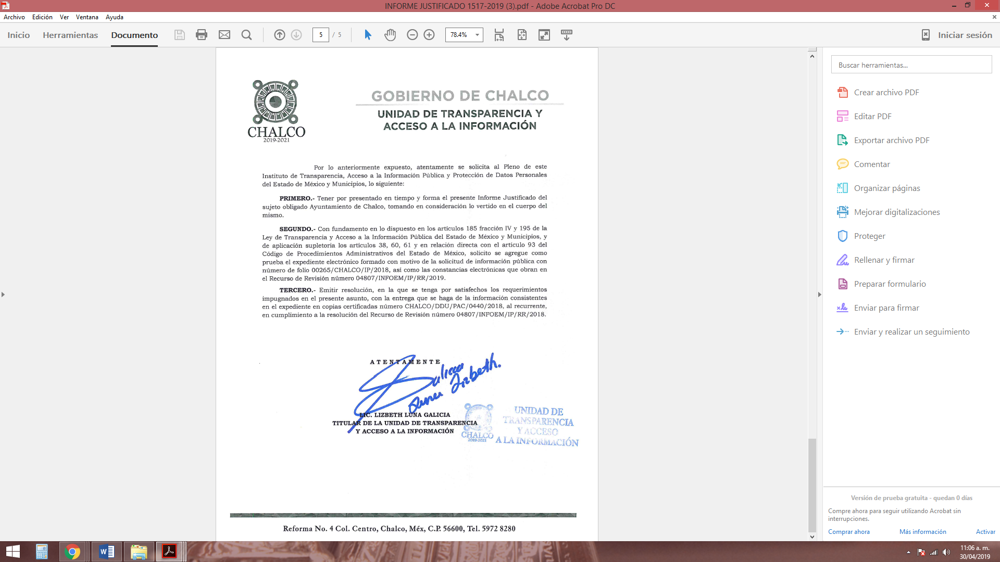 INFORME JUSTIFICADO 1517-2019 (3).pdf - Adobe Acrobat Pro DC
Archivo Edición Ver Ventana Ayuda
Inicio Herramientas Documento 5 / 5 78.4% Iniciar sesión
CHALCO
2019-2021
GOBIERNO DE CHALCO
UNIDAD DE TRANSPARENCIA Y
ACCESO A LA INFORMACIÓN
Por lo anteriormente expuesto, atentamente se solicita al Pleno de este
Instituto de Transparencia, Acceso a la Información Pública y Protección de Datos Personales
del Estado de México y Municipios, lo siguiente:
PRIMERO.- Tener por presentado en tiempo y forma el presente Informe Justificado del
sujeto obligado Ayuntamiento de Chalco, tomando en consideración lo vertido en el cuerpo del
mismo.
SEGUNDO.- Con fundamento en lo dispuesto en los artículos 185 fracción IV y 195 de la
Ley de Transparencia y Acceso a la Información Pública del Estado de México y Municipios, y
de aplicación supletoria los artículos 38, 60, 61 y en relación directa con el artículo 93 del
Código de Procedimientos Administrativos del Estado de México, solicito se agregue como
prueba el expediente electrónico formado con motivo de la solicitud de información pública con
número de folio 00265/CHALCO/IP/2018, así como las constancias electrónicas que obran en
el Recurso de Revisión número 04807/INFOEM/IP/RR/2019.
TERCERO.- Emitir resolución, en la que se tenga por satisfechos los requerimientos
impugnados en el presente asunto, con la entrega que se haga de la información consistentes
en el expediente en copias certificadas número CHALCO/DDU/PAC/0440/2018, al recurrente,
en cumplimiento a la resolución del Recurso de Revisión número 04807/INFOEM/IP/RR/2018.
ATENTAMENTE
Galicia
Luna Lizbeth.
LIC. LIZBETH LUNA GALICIA
TITULAR DE LA UNIDAD DE TRANSPARENCIA
Y ACCESO A LA INFORMACIÓN
CHALCO
2019-2021
UNIDAD DE
TRANSPARENCIA
Y ACCESO
A LA INFORMACIÓN
Reforma No. 4 Col. Centro, Chalco, Méx, C.P. 56600, Tel. 5972 8280
Buscar herramientas...
Crear archivo PDF
Editar PDF
Exportar archivo PDF
Comentar
Organizar páginas
Mejorar digitalizaciones
Proteger
Rellenar y firmar
Preparar formulario
Enviar para firmar
Enviar y realizar un seguimiento
Versión de prueba gratuita - quedan 0 días
Compre ahora para seguir utilizando Acrobat sin
interrupciones.
Comprar ahora Más información Activar
11:06 a. m.
30/04/2019